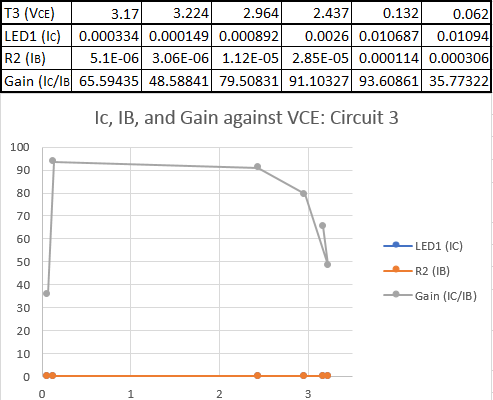 T3 (VCE) 3.17 3.224 2.964 2.437 0.132 0.062
LED1 (IC) 0.000334 0.000149 0.000892 0.0026 0.010687 0.01094
R2 (IB) 5.1E-06 3.06E-06 1.12E-05 2.85E-05 0.000114 0.000306
Gain (IC/IB 65.59435 48.58841 79.50831 91.10327 93.60861 35.77322
Ic, IB, and Gain against VCE: Circuit 3
100
90
80
70
60
50
40
30
20
10
0
0 1 2 3
LED1 (IC)
R2 (IB)
Gain (IC/IB)